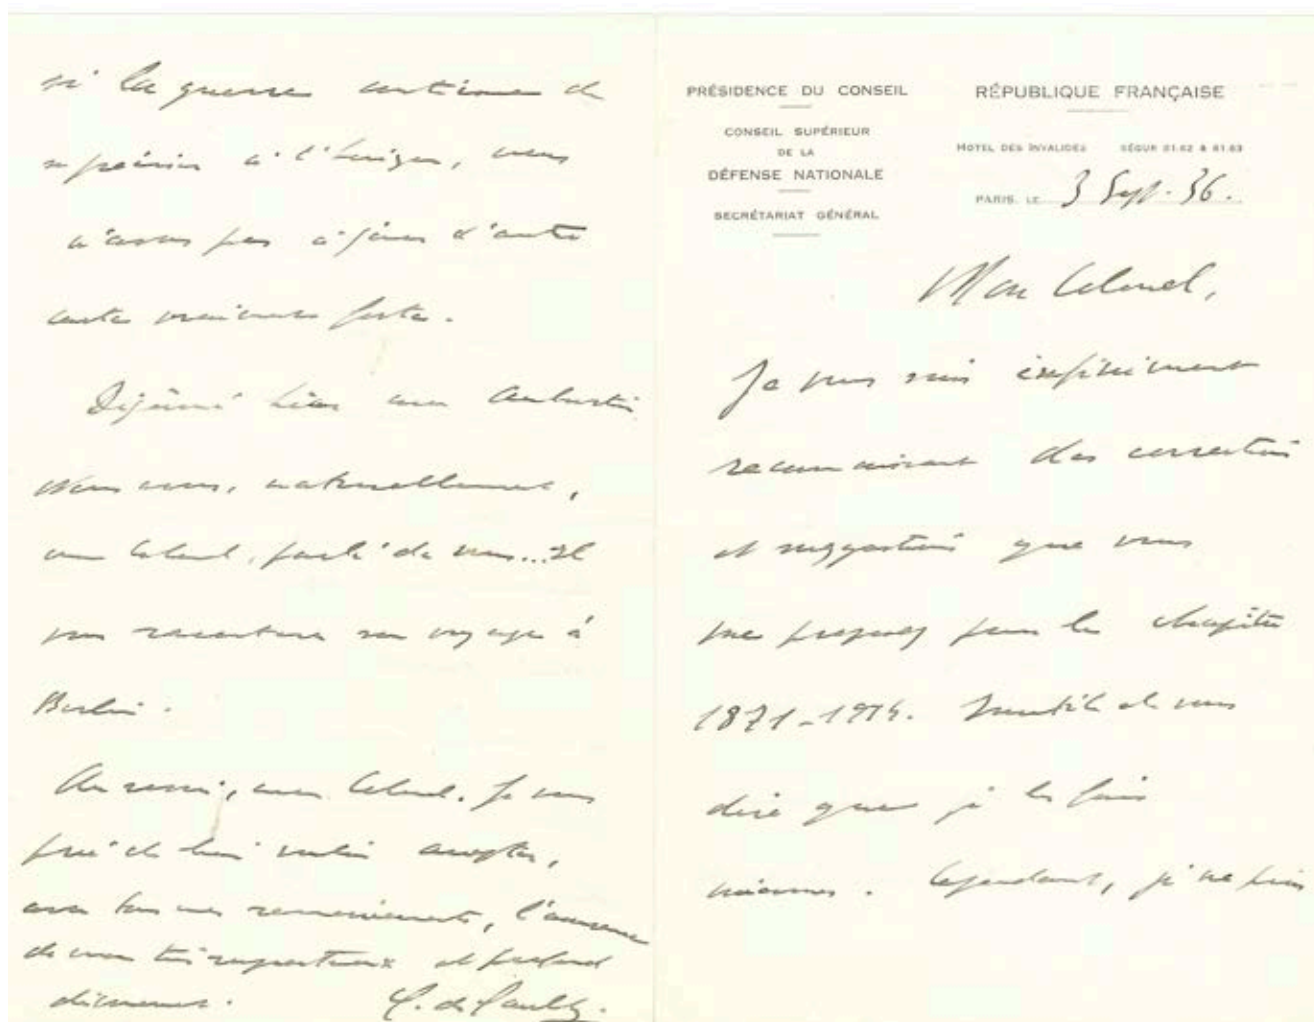 PRÉSIDENCE DU CONSEIL
CONSEIL SUPÉRIEUR
DE LA
DÉFENSE NATIONALE
SECRÉTARIAT GÉNÉRAL
RÉPUBLIQUE FRANÇAISE
HOTEL DES INVALIDES SÉGUR 81.62 & 81.63
PARIS, LE 3 Sept. 36.
Mon Colonel,
Je vous suis infiniment
reconnaissant des corrections
et suggestions que vous
me proposez pour le chapitre
1871-1914. Inutile de vous
dire que je les fais
miennes. Cependant, je ne puis
si la guerre continue de
se préciser à l'horizon, nous
n'avons pas à jouer d'autre
carte vraiment forte.
Déjeuné hier avec
Nous avons, naturellement,
mon Colonel, parlé de vous... Il
vous racontera son voyage à
Berlin.
Au revoir, mon Colonel. Je vous
prie de bien vouloir accepter,
avec tous mes remerciements, l'assurance
de mon très respectueux et profond
dévouement. C. de Gaulle.